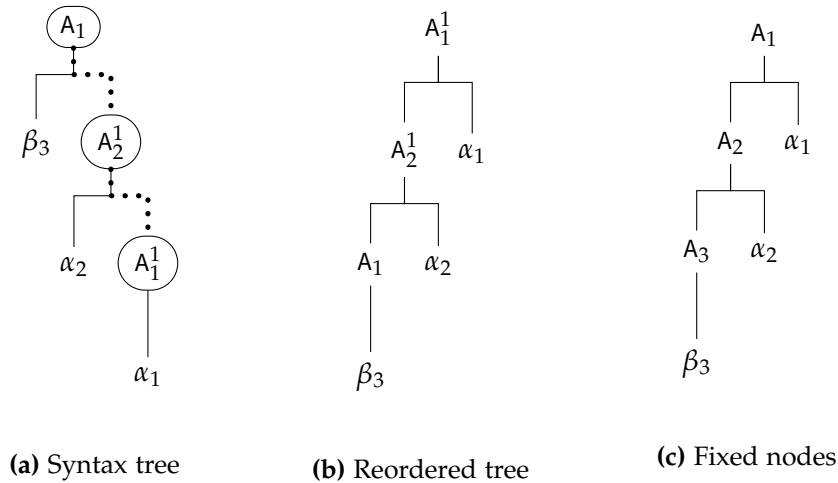 A₁ A₁¹ A₁
β₃ A₂¹ A₂¹ α₁ A₂ α₁
α₂ A₁¹ A₁ α₂ A₃ α₂
α₁ β₃ β₃
(a) Syntax tree (b) Reordered tree (c) Fixed nodes